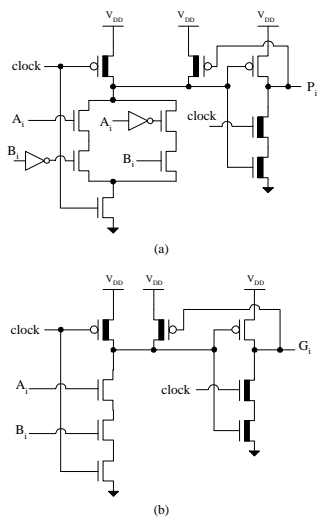 V_DD V_DD V_DD
clock
P_i
A_i A_i clock
B_i B_i
(a)
V_DD V_DD V_DD
clock
G_i
A_i clock
B_i
(b)